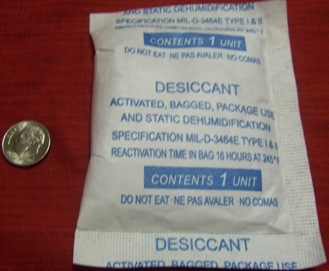 AND STATIC DEHUMIDIFICATION
SPECIFICATION MIL-D-3464E TYPE I & II
CONTENTS 1 UNIT
DO NOT EAT · NE PAS AVALER · NO COMAS
DESICCANT
ACTIVATED, BAGGED, PACKAGE USE
AND STATIC DEHUMIDIFICATION
SPECIFICATION MIL-D-3464E TYPE I & II
REACTIVATION TIME IN BAG 16 HOURS AT 245° F
CONTENTS 1 UNIT
DO NOT EAT · NE PAS AVALER · NO COMAS
DESICCANT
ACTIVATED, BAGGED, PACKAGE USE